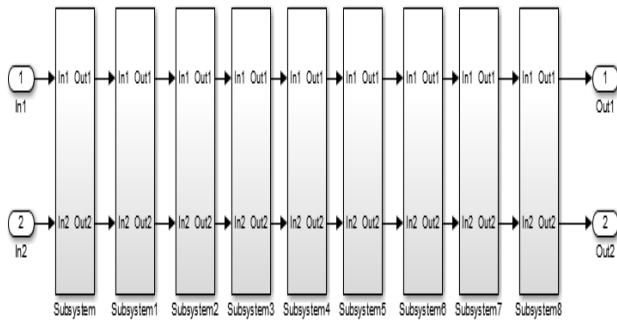 1 In1 Out1 In1 Out1 In1 Out1 In1 Out1 In1 Out1 In1 Out1 In1 Out1 In1 Out1 In1 Out1 1
In1 Out1
2 In2 Out2 In2 Out2 In2 Out2 In2 Out2 In2 Out2 In2 Out2 In2 Out2 In2 Out2 In2 Out2 2
In2 Out2
Subsystem Subsystem1 Subsystem2 Subsystem3 Subsystem4 Subsystem5 Subsystem6 Subsystem7 Subsystem8